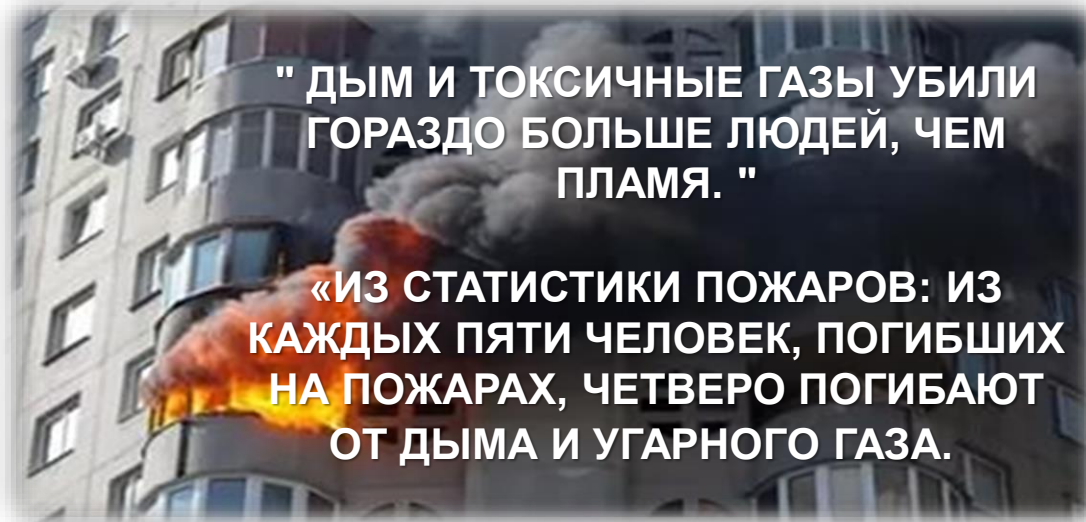 " ДЫМ И ТОКСИЧНЫЕ ГАЗЫ УБИЛИ
ГОРАЗДО БОЛЬШЕ ЛЮДЕЙ, ЧЕМ
ПЛАМЯ. "
«ИЗ СТАТИСТИКИ ПОЖАРОВ: ИЗ
КАЖДЫХ ПЯТИ ЧЕЛОВЕК, ПОГИБШИХ
НА ПОЖАРАХ, ЧЕТВЕРО ПОГИБАЮТ
ОТ ДЫМА И УГАРНОГО ГАЗА.